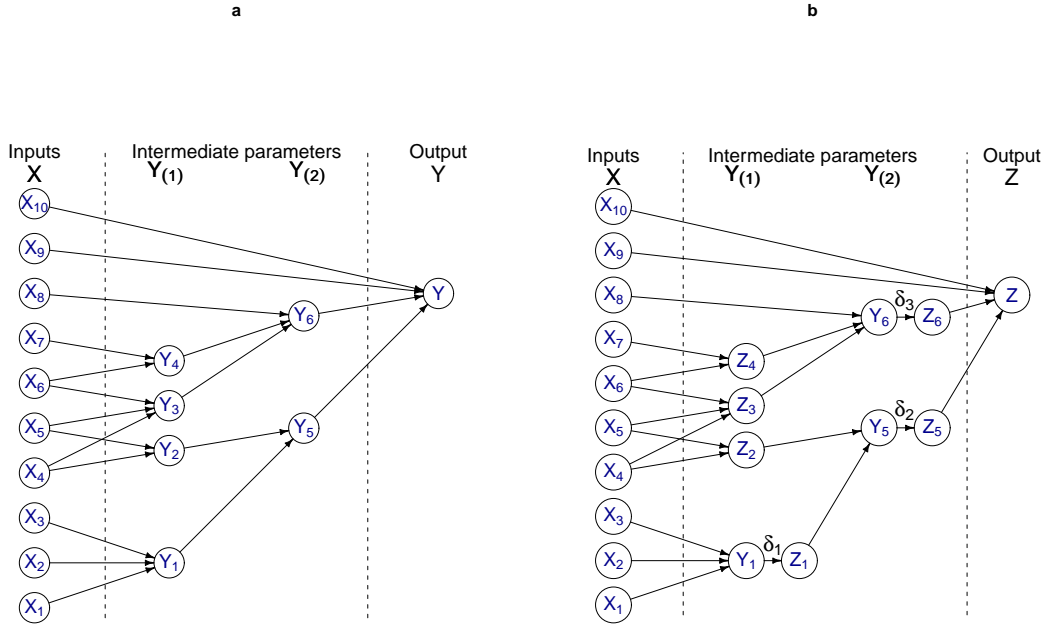 a
Inputs
Intermediate parameters
Output
X
Y(1)
Y(2)
Y
X10
X9
X8
Y
Y6
X7
Y4
X6
Y3
X5
Y5
Y2
X4
X3
X2
Y1
X1
b
Inputs
Intermediate parameters
Output
X
Y(1)
Y(2)
Z
X10
X9
X8
Z
δ3
Y6
Z6
X7
Z4
X6
Z3
δ2
X5
Y5
Z5
Z2
X4
X3
δ1
X2
Y1
Z1
X1